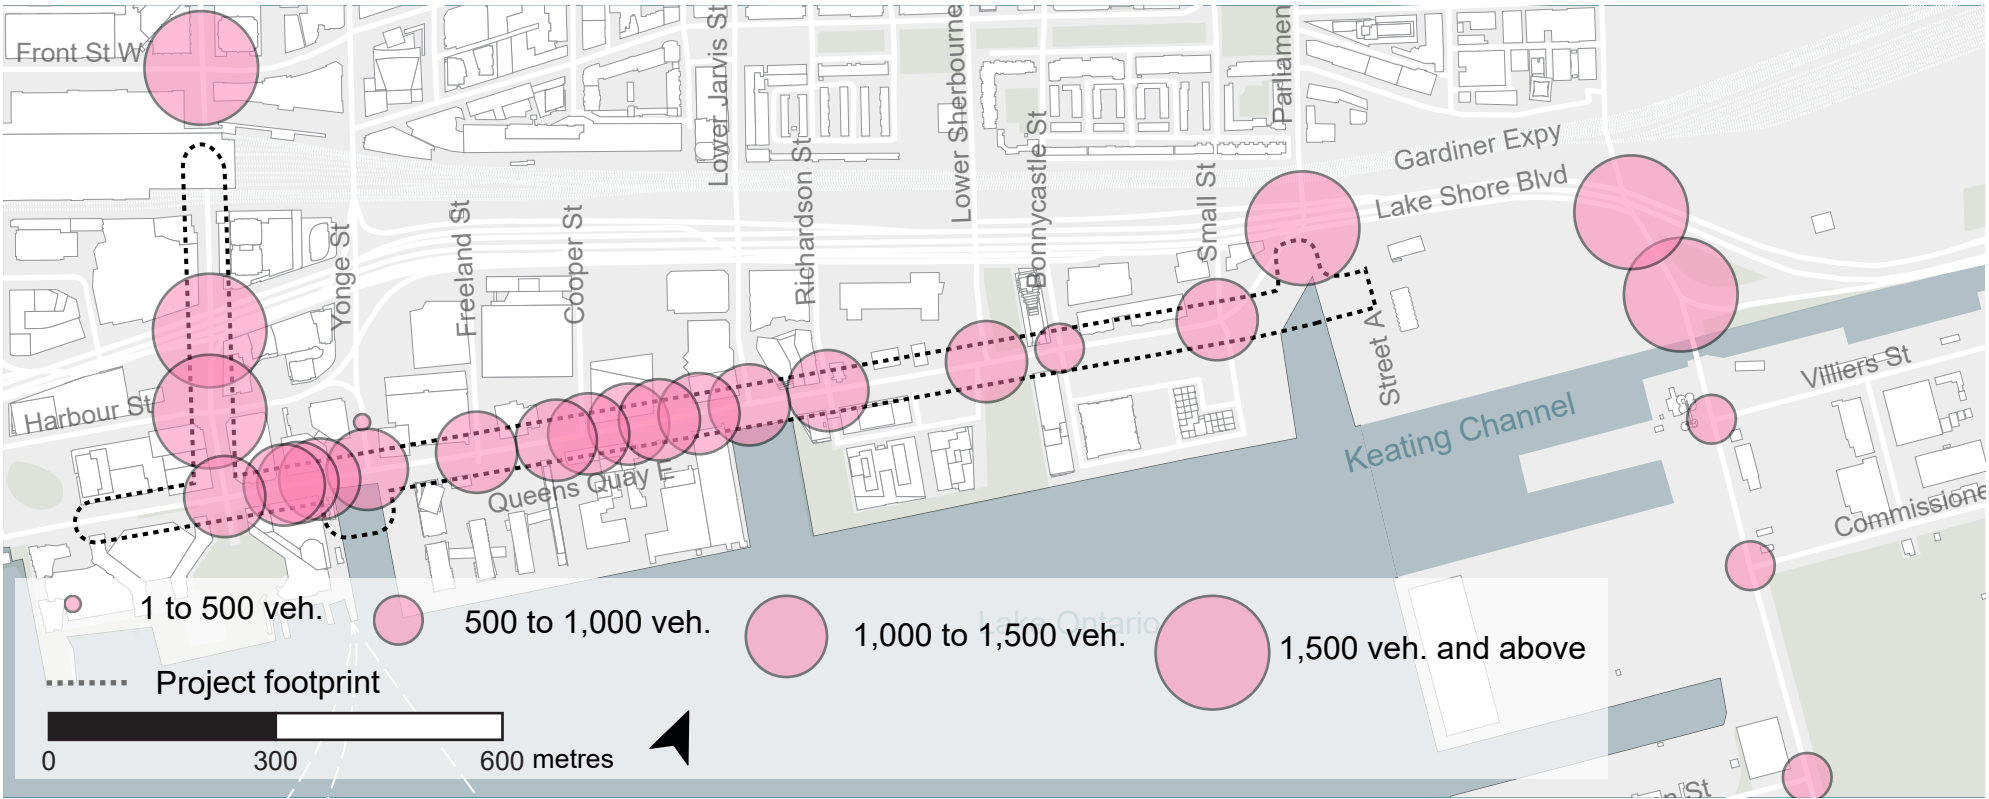 Front St W
Lower Jarvis St
Lower Sherbourne
Parliamen
Bonnycastle St
Richardson St
Small St
Gardiner Expy
Lake Shore Blvd
Yonge St
Freeland St
Cooper St
Harbour St
Street A
Villiers St
Keating Channel
Queens Quay E
Commissione
Lake Ontario
1 to 500 veh.
500 to 1,000 veh.
1,000 to 1,500 veh.
1,500 veh. and above
Project footprint
0
300
600 metres
n St